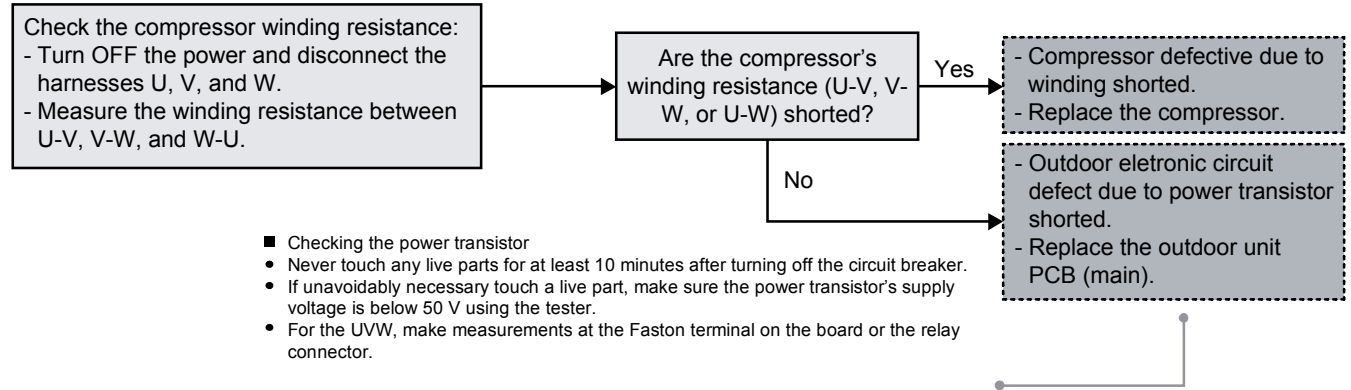 Check the compressor winding resistance:
- Turn OFF the power and disconnect the
harnesses U, V, and W.
- Measure the winding resistance between
U-V, V-W, and W-U.
Are the compressor's
winding resistance (U-V, V-
W, or U-W) shorted?
Yes
- Compressor defective due to
winding shorted.
- Replace the compressor.
No
- Outdoor eletronic circuit
defect due to power transistor
shorted.
- Replace the outdoor unit
PCB (main).
■ Checking the power transistor
• Never touch any live parts for at least 10 minutes after turning off the circuit breaker.
• If unavoidably necessary touch a live part, make sure the power transistor's supply
voltage is below 50 V using the tester.
• For the UVW, make measurements at the Faston terminal on the board or the relay
connector.